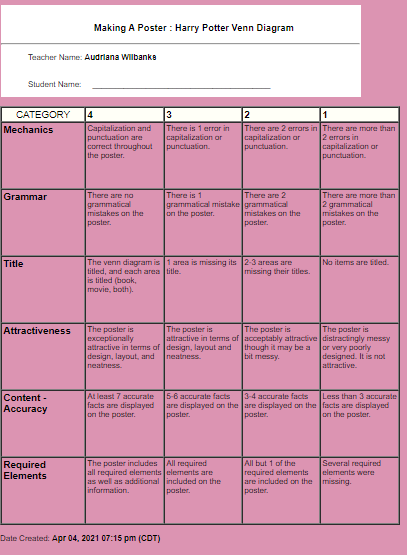 Making A Poster : Harry Potter Venn Diagram
Teacher Name: Audriana Wilbanks
Student Name: ________________________________________
CATEGORY
4
3
2
1
Mechanics
Capitalization and
punctuation are
correct throughout
the poster.
There is 1 error in
capitalization or
punctuation.
There are 2 errors in
capitalization or
punctuation.
There are more than
2 errors in
capitalization or
punctuation.
Grammar
There are no
grammatical
mistakes on the
poster.
There is 1
grammatical mistake
on the poster.
There are 2
grammatical
mistakes on the
poster.
There are more than
2 grammatical
mistakes on the
poster.
Title
The venn diagram is
titled, and each area
is titled (book,
movie, both).
1 area is missing its
title.
2-3 areas are
missing their titles.
No items are titled.
Attractiveness
The poster is
exceptionally
attractive in terms of
design, layout, and
neatness.
The poster is
attractive in terms of
design, layout and
neatness.
The poster is
acceptably attractive
though it may be a
bit messy.
The poster is
distractingly messy
or very poorly
designed. It is not
attractive.
Content -
Accuracy
At least 7 accurate
facts are displayed
on the poster.
5-6 accurate facts
are displayed on the
poster.
3-4 accurate facts
are displayed on the
poster.
Less than 3 accurate
facts are displayed
on the poster.
Required
Elements
The poster includes
all required elements
as well as additional
information.
All required
elements are
included on the
poster.
All but 1 of the
required elements
are included on the
poster.
Several required
elements were
missing.
Date Created: Apr 04, 2021 07:15 pm (CDT)